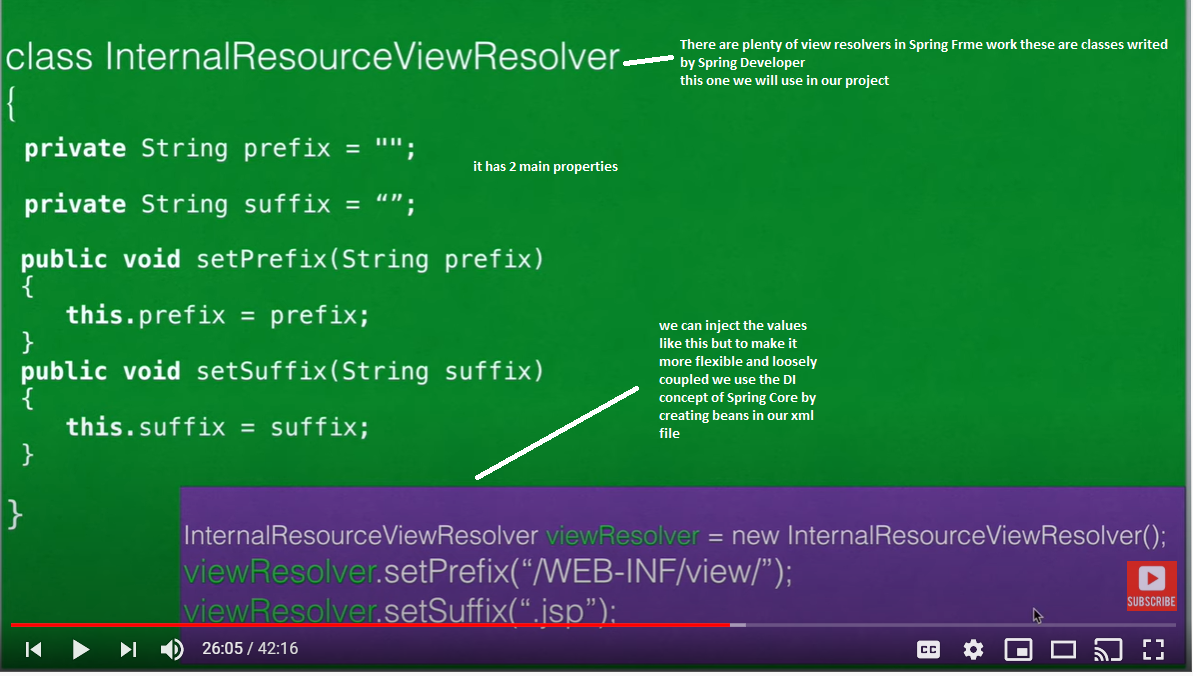 class InternalResourceViewResolver
There are plenty of view resolvers in Spring Frme work these are classes writed
by Spring Developer
this one we will use in our project
{
private String prefix = "";
it has 2 main properties
private String suffix = “”;
public void setPrefix(String prefix)
{
this.prefix = prefix;
}
public void setSuffix(String suffix)
{
this.suffix = suffix;
}
}
we can inject the values
like this but to make it
more flexible and loosely
coupled we use the DI
concept of Spring Core by
creating beans in our xml
file
InternalResourceViewResolver viewResolver = new InternalResourceViewResolver();
viewResolver.setPrefix(“/WEB-INF/view/”);
viewResolver.setSuffix(“.jsp”);
SUBSCRIBE
26:05 / 42:16
CC